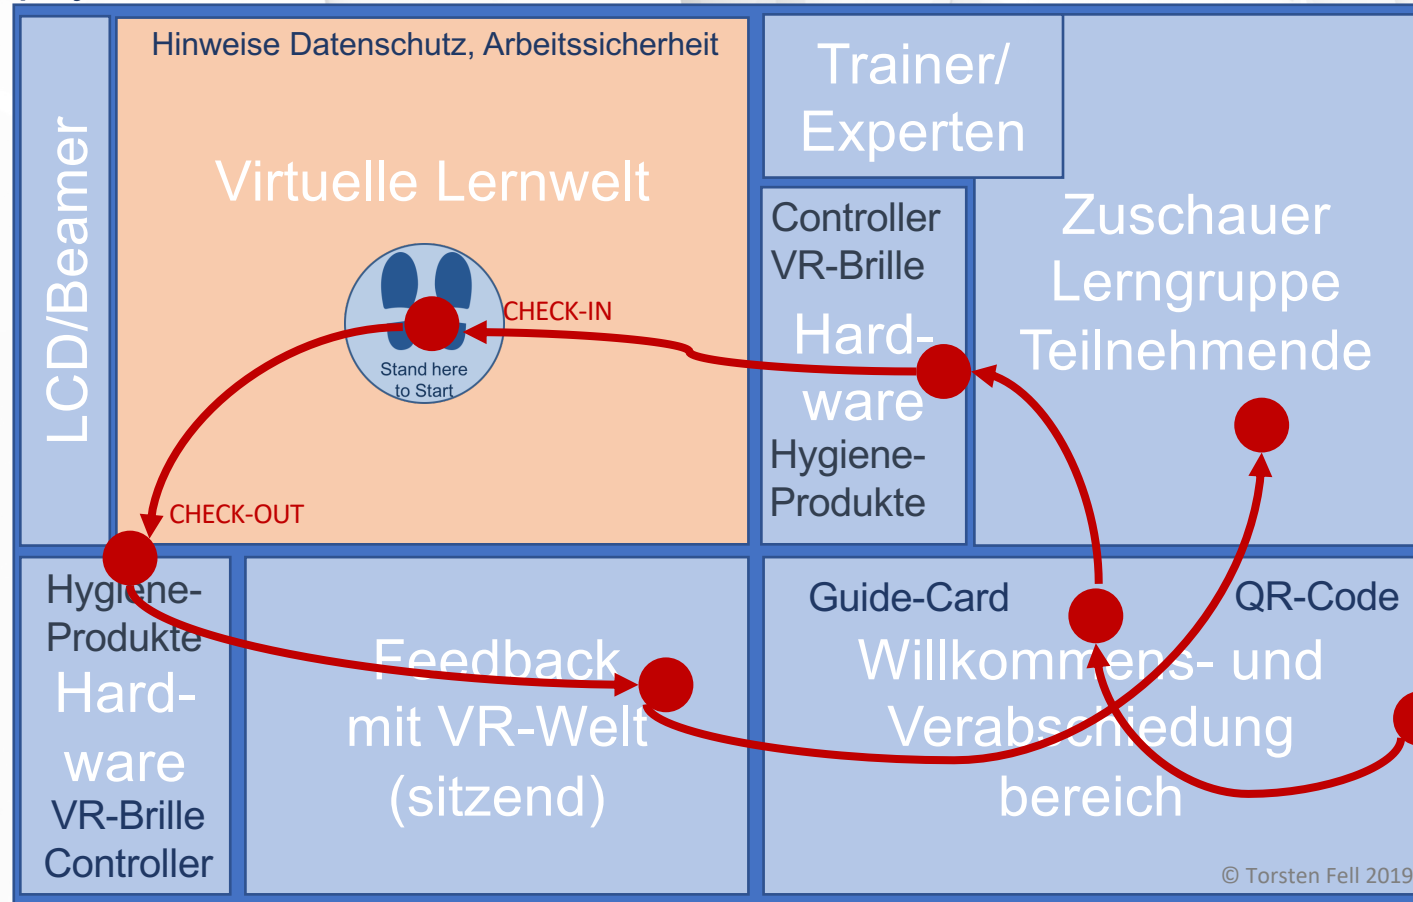 Hinweise Datenschutz, Arbeitssicherheit
LCD/Beamer
Virtuelle Lernwelt
Stand here
to Start
CHECK-IN
CHECK-OUT
Trainer/
Experten
Controller
VR-Brille
Hard-
ware
Hygiene-
Produkte
Zuschauer
Lerngruppe
Teilnehmende
Hygiene-
Produkte
Hard-
ware
VR-Brille
Controller
Feedback
mit VR-Welt
(sitzend)
Guide-Card
QR-Code
Willkommens- und
Verabschiedung
bereich
© Torsten Fell 2019